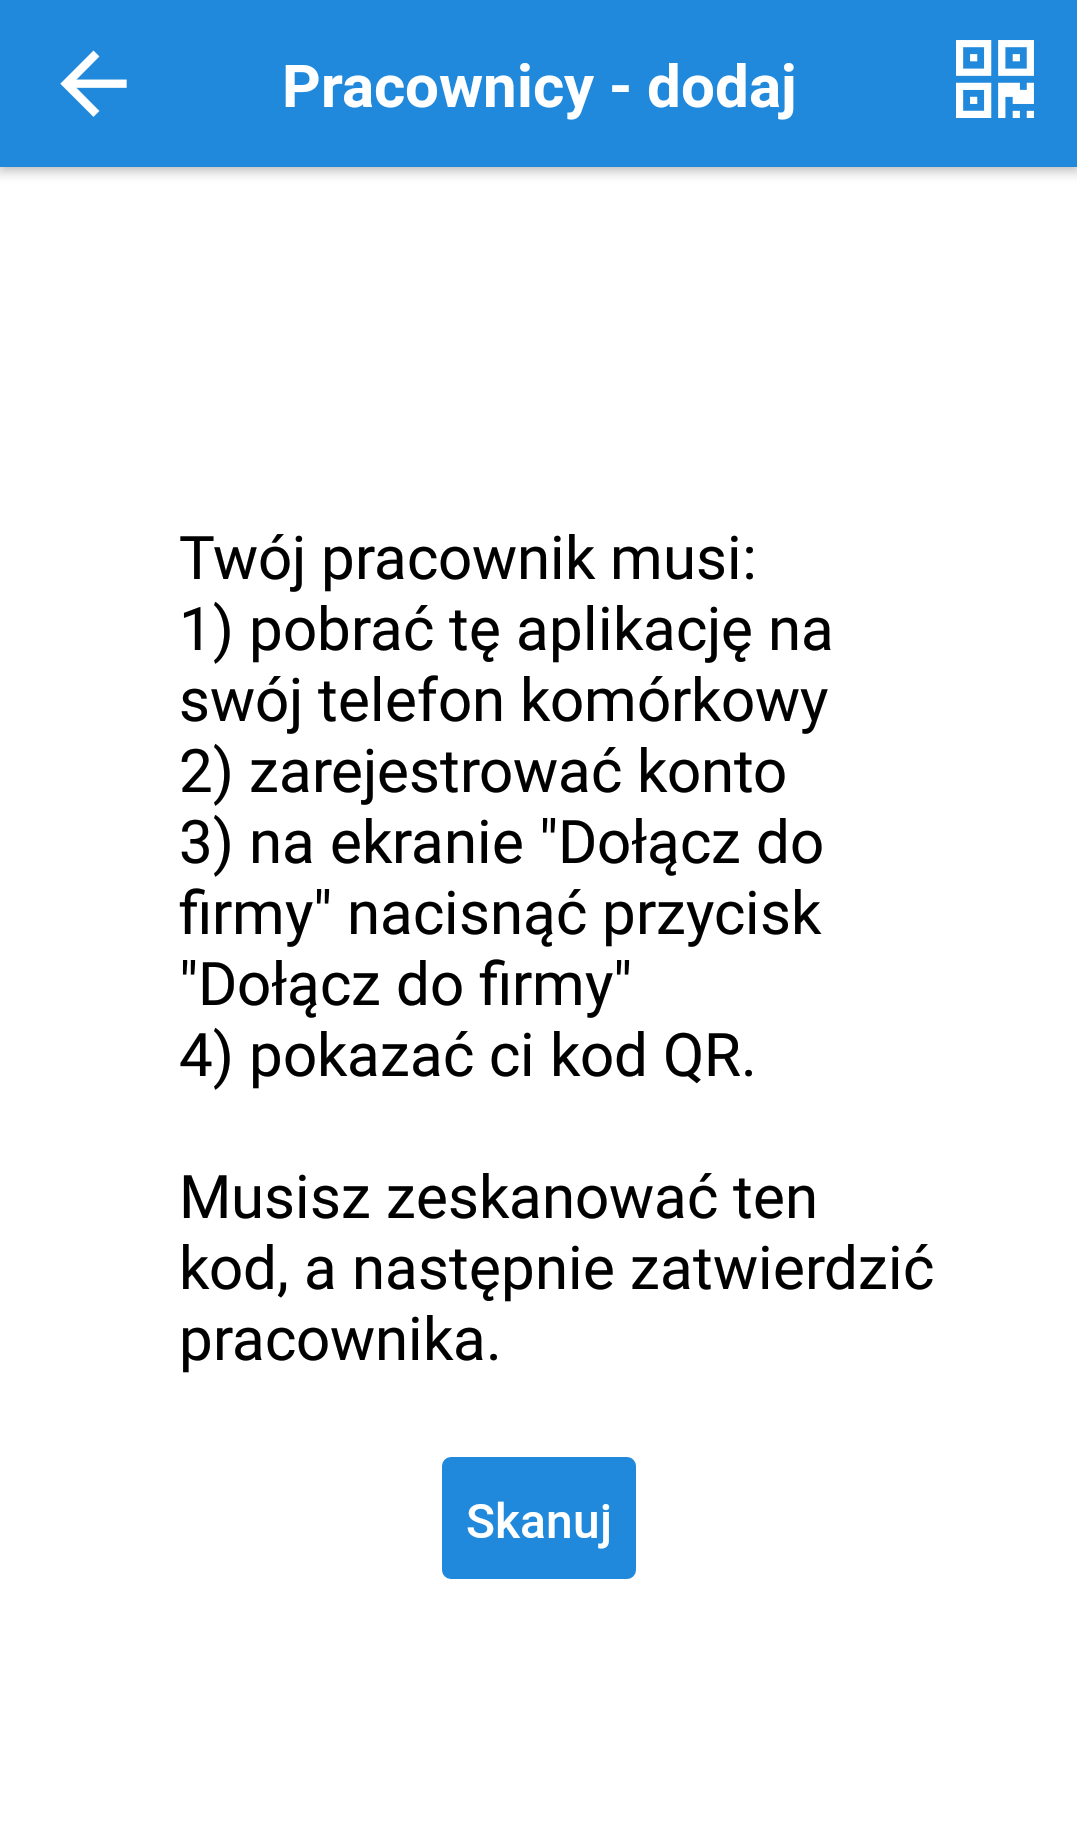 Pracownicy - dodaj
Twój pracownik musi:
1) pobrać tę aplikację na
swój telefon komórkowy
2) zarejestrować konto
3) na ekranie "Dołącz do
firmy" nacisnąć przycisk
"Dołącz do firmy"
4) pokazać ci kod QR.
Musisz zeskanować ten
kod, a następnie zatwierdzić
pracownika.
Skanuj